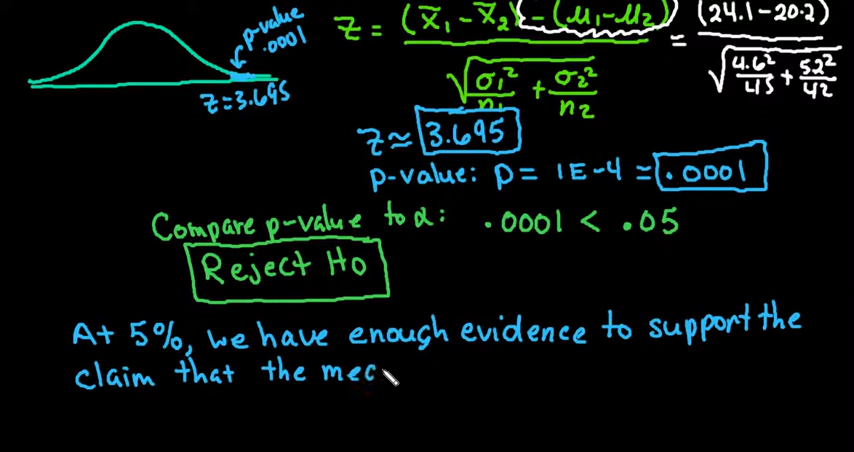 p-value
.0001
z=3.695
z = (x̄₁ - x̄₂) - (μ₁ - μ₂) / √(σ₁²/n₁ + σ₂²/n₂) = (24.1 - 20.2) / √(4.6²/45 + 5.2²/42)
z ≈ 3.695
p-value: p = 1E-4 ≈ .0001
Compare p-value to α: .0001 < .05
Reject Ho
At 5%, we have enough evidence to support the
claim that the mea